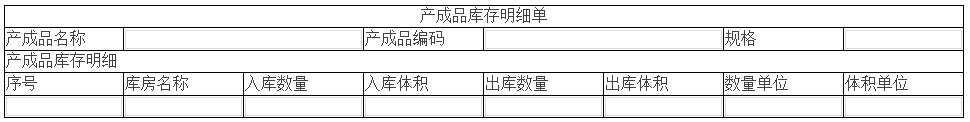 产成品库存明细单
产成品名称 产成品编码 规格
产成品库存明细
序号 库房名称 入库数量 入库体积 出库数量 出库体积 数量单位 体积单位